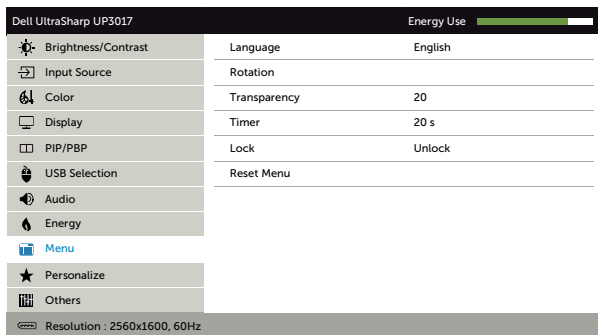 Dell UltraSharp UP3017 Energy Use
Brightness/Contrast Language English
Input Source Rotation
Color Transparency 20
Display Timer 20 s
PIP/PBP Lock Unlock
USB Selection Reset Menu
Audio
Energy
Menu
Personalize
Others
Resolution : 2560x1600, 60Hz